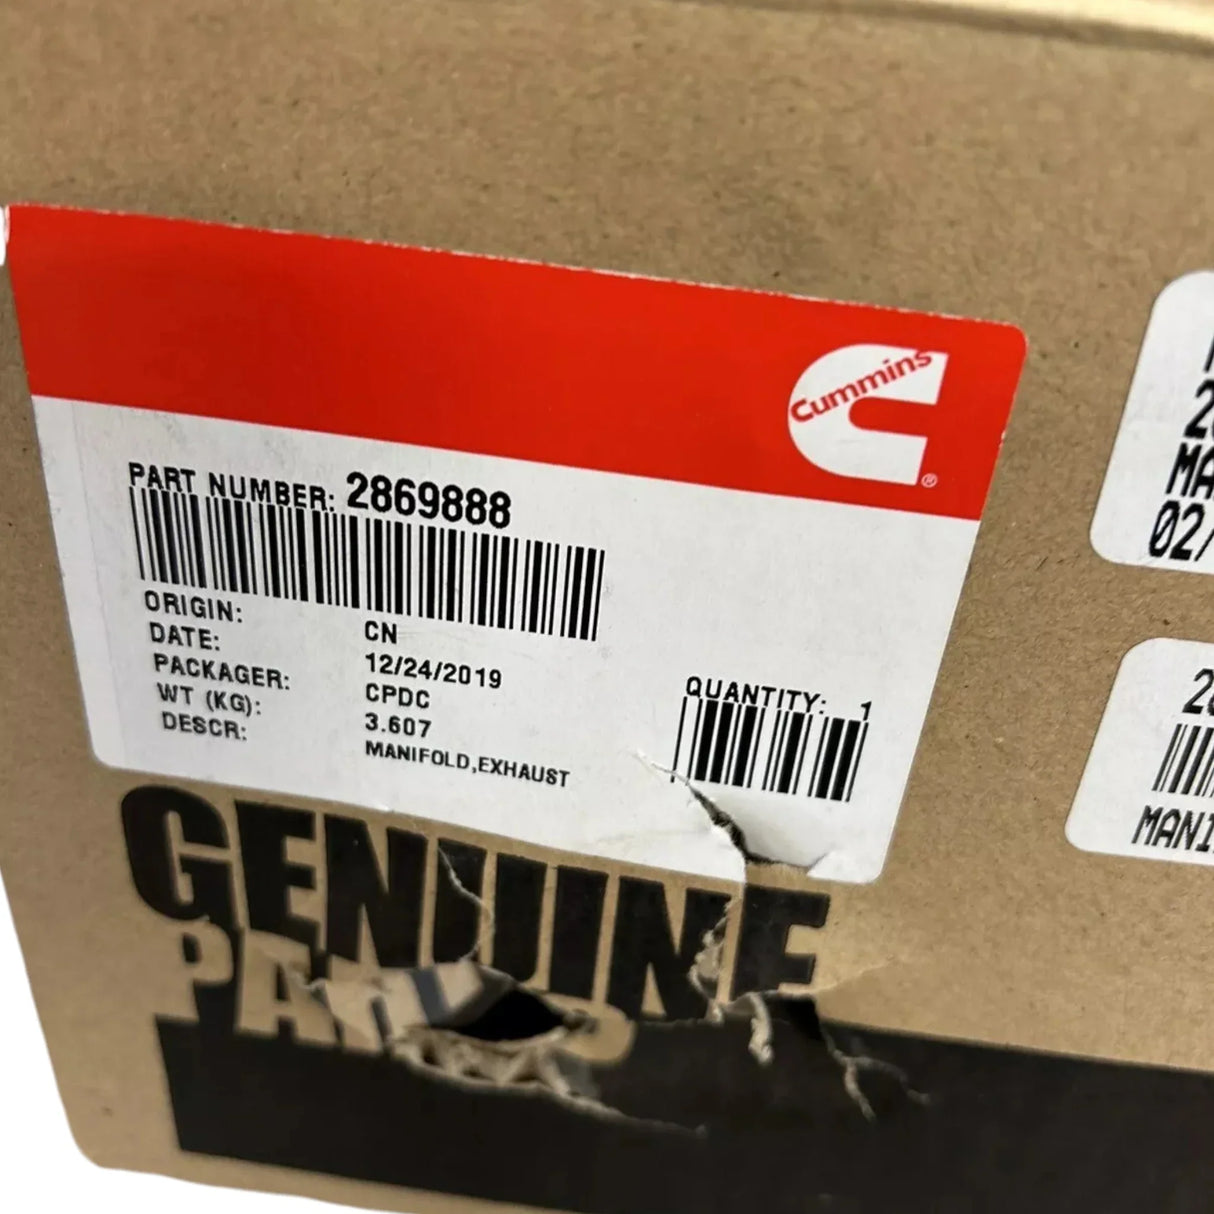 Cummins
®
PART NUMBER: 2869888
ORIGIN: CN
DATE: 12/24/2019
PACKAGER: CPDC
WT (KG): 3.607
DESCR: MANIFOLD,EXHAUST
QUANTITY: 1
GENUINE
02/